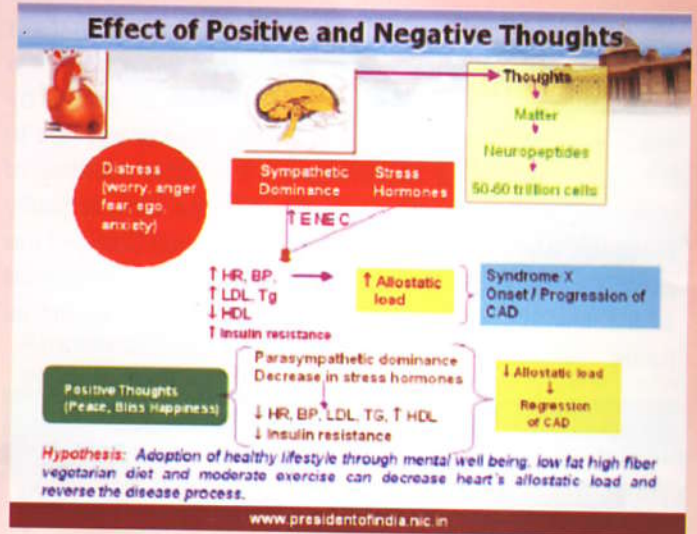 Effect of Positive and Negative Thoughts
Thoughts
Matter
Neuropeptides
50-60 trillion cells
Distress
(worry, anger
fear, ego,
anxiety)
Sympathetic Stress
Dominance Hormones
↑ E NE C
↑ HR, BP,
↑ LDL, Tg
↓ HDL
↑ Insulin resistance
↑ Allostatic
load
Syndrome X
Onset / Progression of
CAD
Positive Thoughts
(Peace, Bliss Happiness)
Parasympathetic dominance
Decrease in stress hormones
↓ HR, BP, LDL, TG, ↑ HDL
↓ Insulin resistance
↓ Allostatic load
↓
Regression
of CAD
Hypothesis: Adoption of healthy lifestyle through mental well being, low fat high fiber
vegetarian diet and moderate exercise can decrease heart's allostatic load and
reverse the disease process.
www.presidentofindia.nic.in